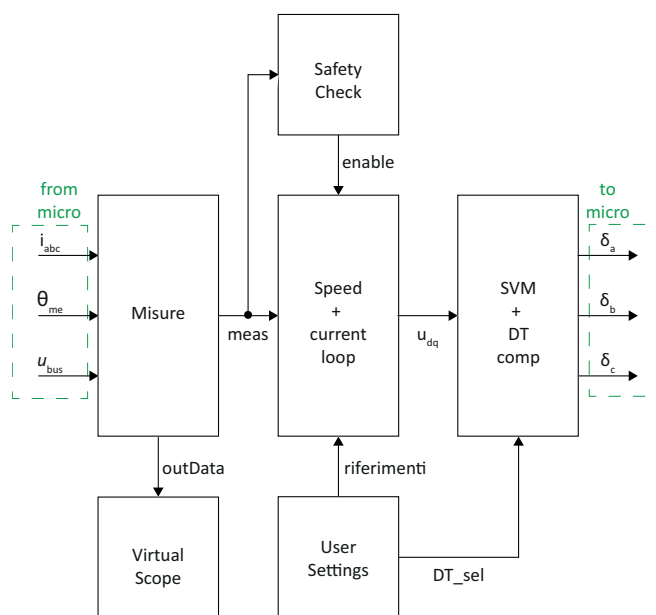 Safety
Check
enable
from
micro
to
micro
i_abc
θ_me
u_bus
Misure
meas
Speed
+
current
loop
u_dq
SVM
+
DT
comp
δ_a
δ_b
δ_c
outData
riferimenti
Virtual
Scope
User
Settings
DT_sel